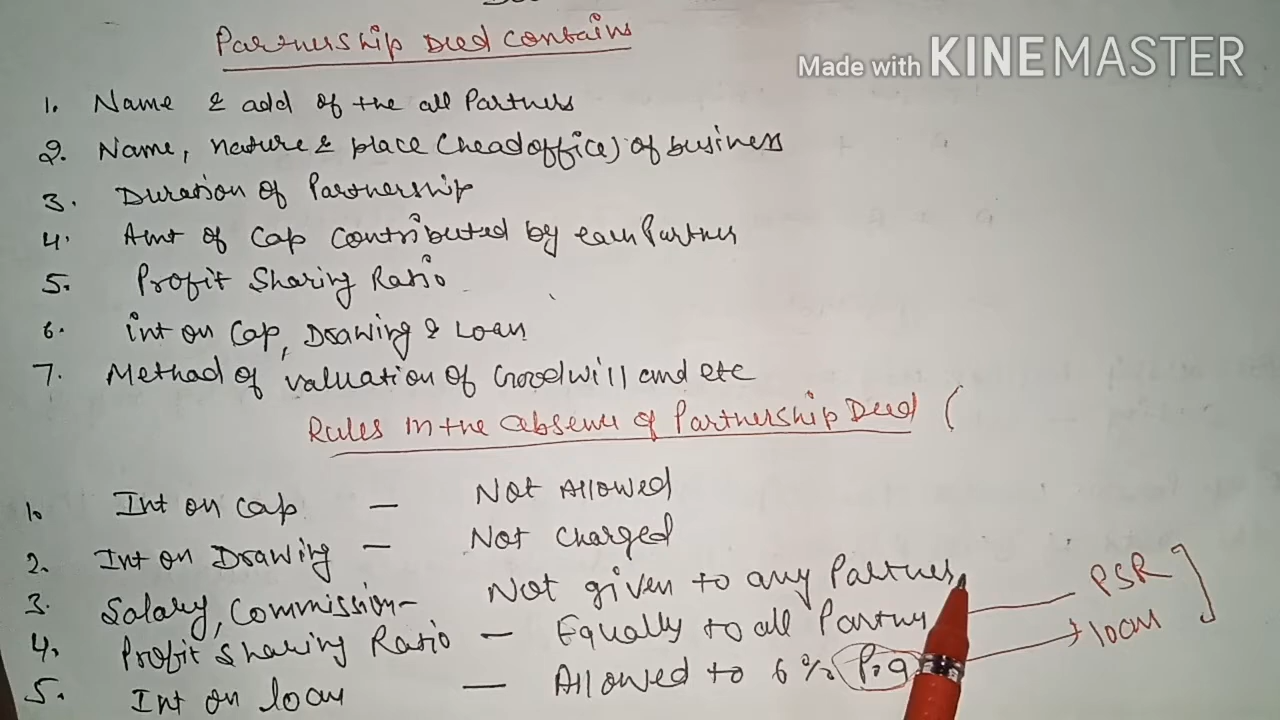 Partnership Deed contains
Made with KINEMASTER
1. Name & add of the all Partners
2. Name, nature & place (head office) of business
3. Duration of Partnership
4. Amt of Cap contributed by each Partner
5. Profit Sharing Ratio
6. int on Cap, Drawing & Loan
7. Method of valuation of Goodwill and etc
Rules in the absence of Partnership Deed (
1. Int on Cap – Not Allowed
2. Int on Drawing – Not charged
3. Salary, Commission – Not given to any Partner
4. Profit Sharing Ratio – Equally to all Partner
PSR
5. Int on loan – Allowed to 6% P.a
loan